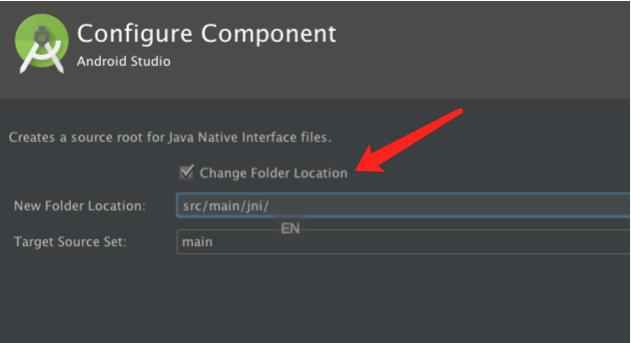 Configure Component
Android Studio
Creates a source root for Java Native Interface files.
Change Folder Location
New Folder Location: src/main/jni/
EN
Target Source Set: main